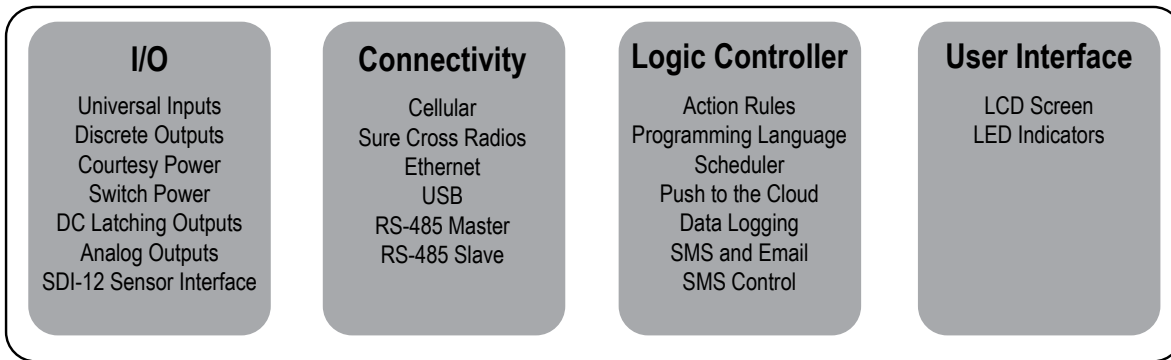 I/O
Universal Inputs
Discrete Outputs
Courtesy Power
Switch Power
DC Latching Outputs
Analog Outputs
SDI-12 Sensor Interface
Connectivity
Cellular
Sure Cross Radios
Ethernet
USB
RS-485 Master
RS-485 Slave
Logic Controller
Action Rules
Programming Language
Scheduler
Push to the Cloud
Data Logging
SMS and Email
SMS Control
User Interface
LCD Screen
LED Indicators